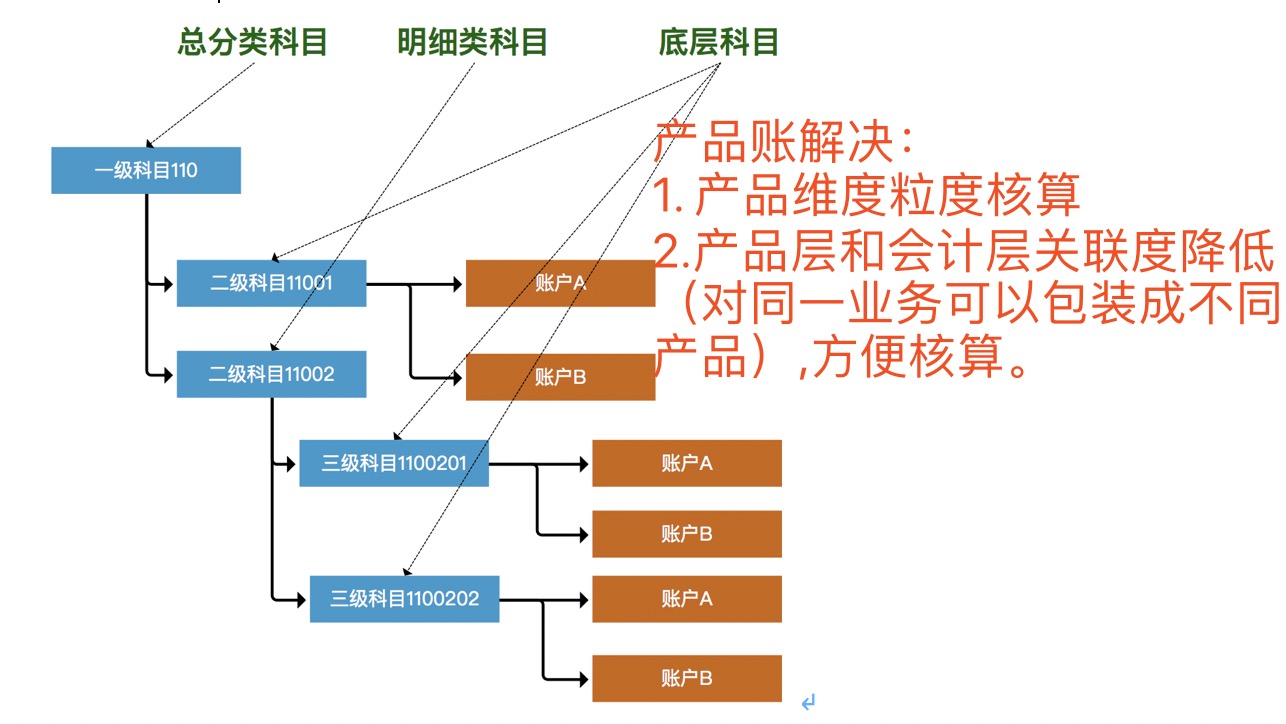 总分类科目 明细类科目 底层科目
产品账解决：
一级科目110
1. 产品维度粒度核算
2.产品层和会计层关联度降低
二级科目11001 账户A
（对同一业务可以包装成不同
产品）,方便核算。
二级科目11002 账户B
三级科目1100201 账户A
账户B
三级科目1100202 账户A
账户B